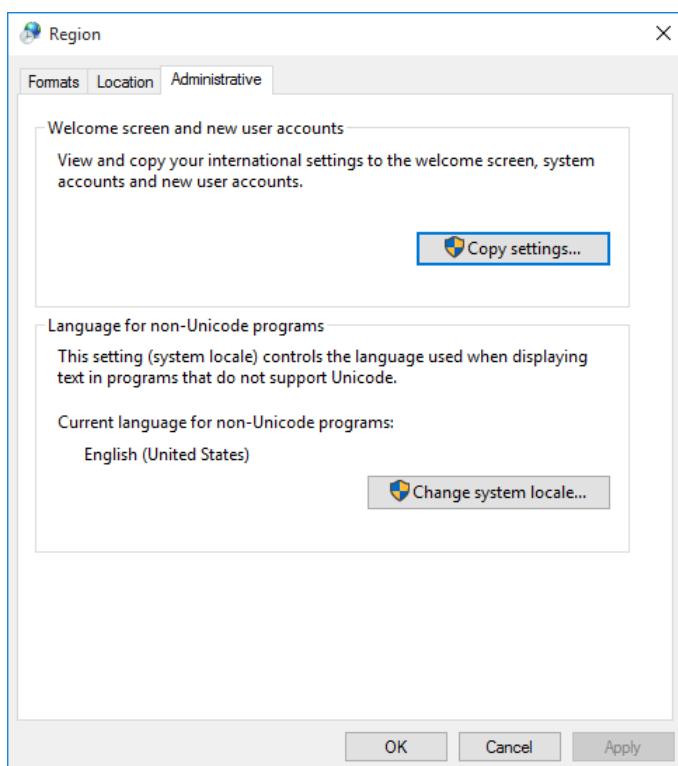 Region
Formats Location Administrative
Welcome screen and new user accounts
View and copy your international settings to the welcome screen, system
accounts and new user accounts.
Copy settings...
Language for non-Unicode programs
This setting (system locale) controls the language used when displaying
text in programs that do not support Unicode.
Current language for non-Unicode programs:
English (United States)
Change system locale...
OK Cancel Apply